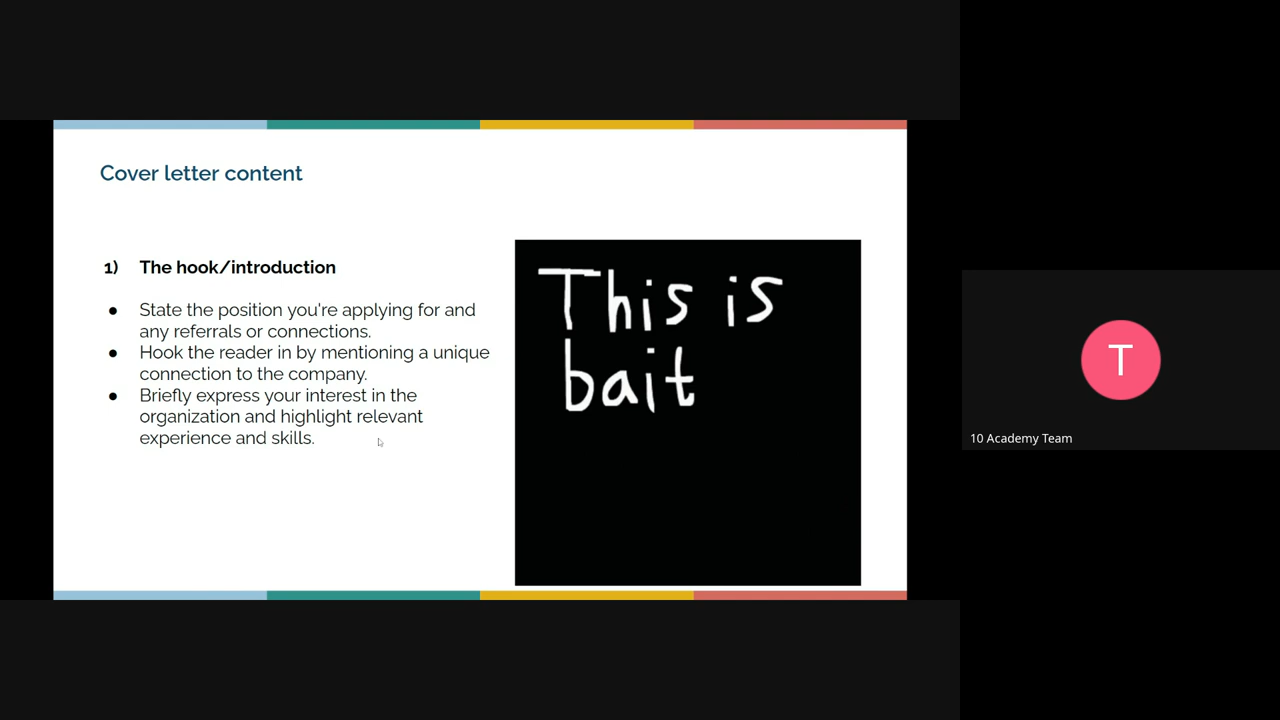 Cover letter content
1) The hook/introduction
● State the position you're applying for and
any referrals or connections.
● Hook the reader in by mentioning a unique
connection to the company.
● Briefly express your interest in the
organization and highlight relevant
experience and skills.
This is
bait
T
10 Academy Team